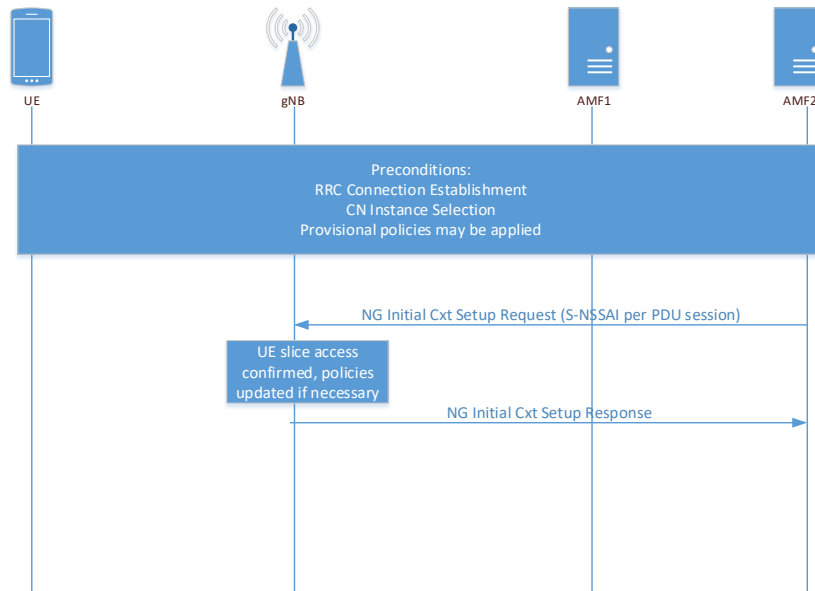 UE
gNB
AMF1
AMF2
Preconditions:
RRC Connection Establishment
CN Instance Selection
Provisional policies may be applied
NG Initial Cxt Setup Request (S-NSSAI per PDU session)
UE slice access
confirmed, policies
updated if necessary
NG Initial Cxt Setup Response